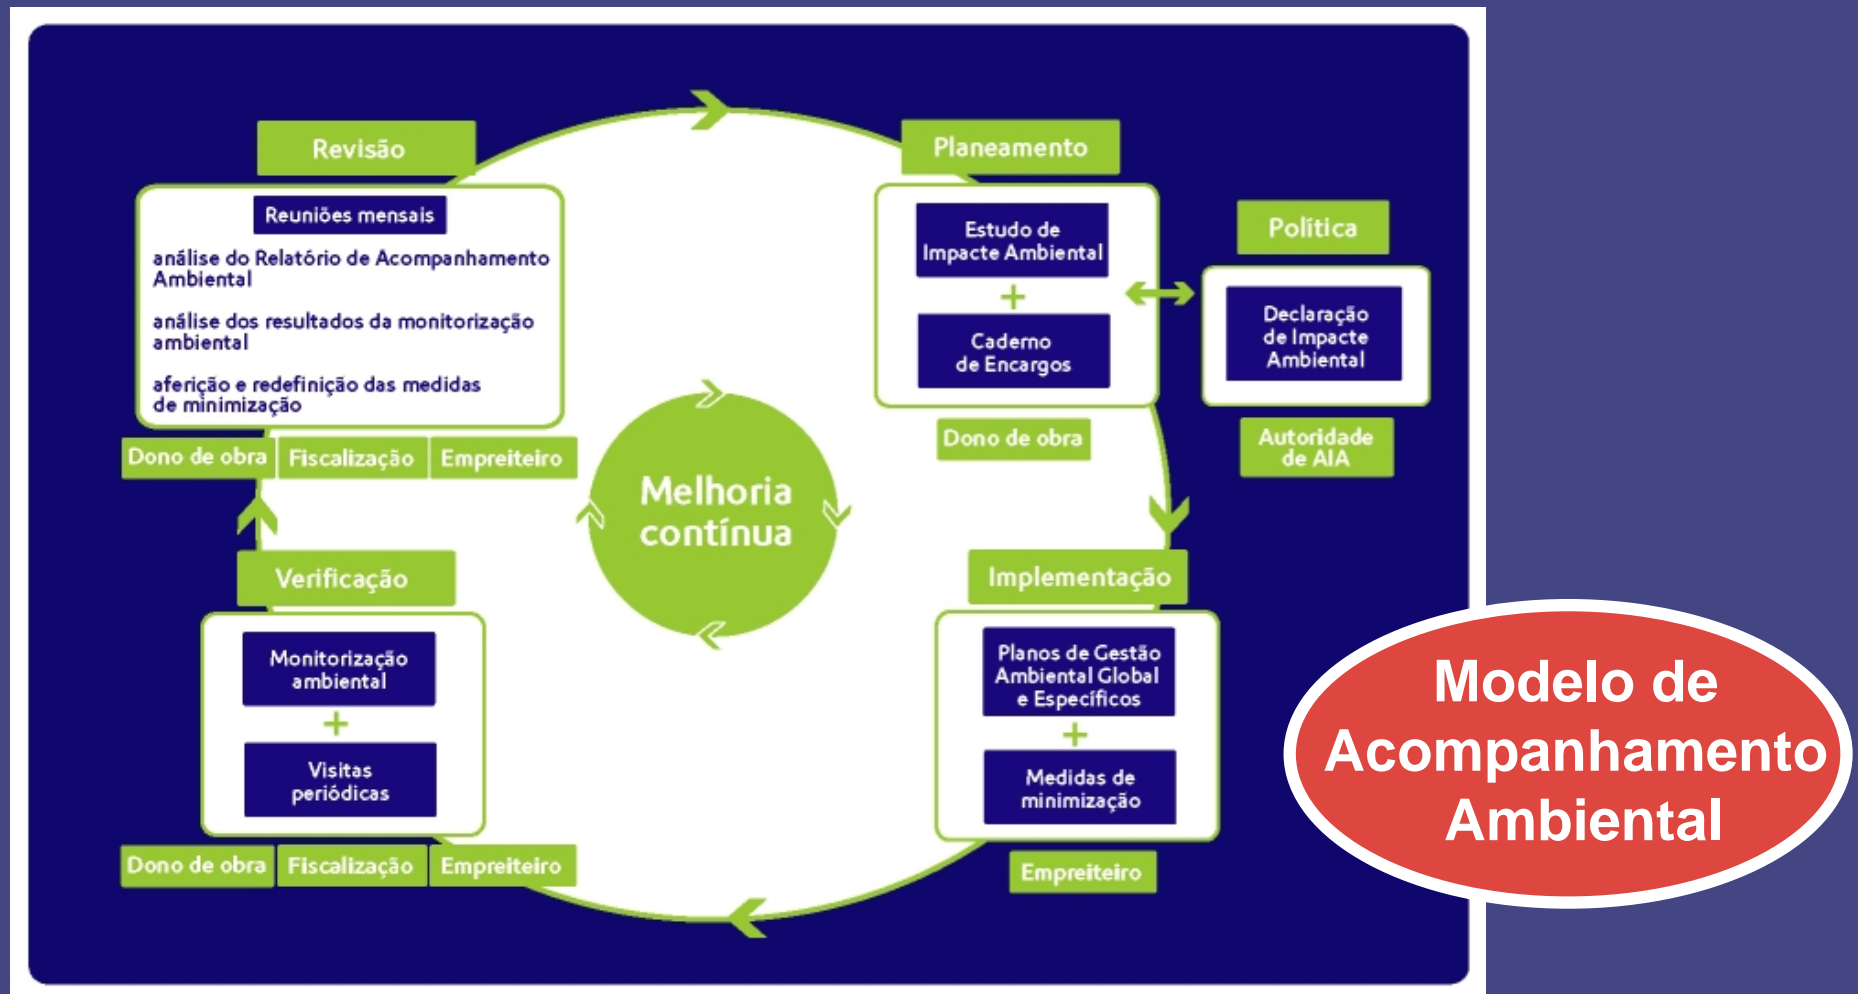 Revisão
Reuniões mensais
análise do Relatório de Acompanhamento
Ambiental
análise dos resultados da monitorização
ambiental
aferição e redefinição das medidas
de minimização
Dono de obra
Fiscalização
Empreiteiro
Planeamento
Estudo de
Impacte Ambiental
+
Caderno
de Encargos
Dono de obra
Política
Declaração
de Impacte
Ambiental
Autoridade
de AIA
Melhoria
contínua
Verificação
Monitorização
ambiental
+
Visitas
periódicas
Dono de obra
Fiscalização
Empreiteiro
Implementação
Planos de Gestão
Ambiental Global
e Específicos
+
Medidas de
minimização
Empreiteiro
Modelo de
Acompanhamento
Ambiental